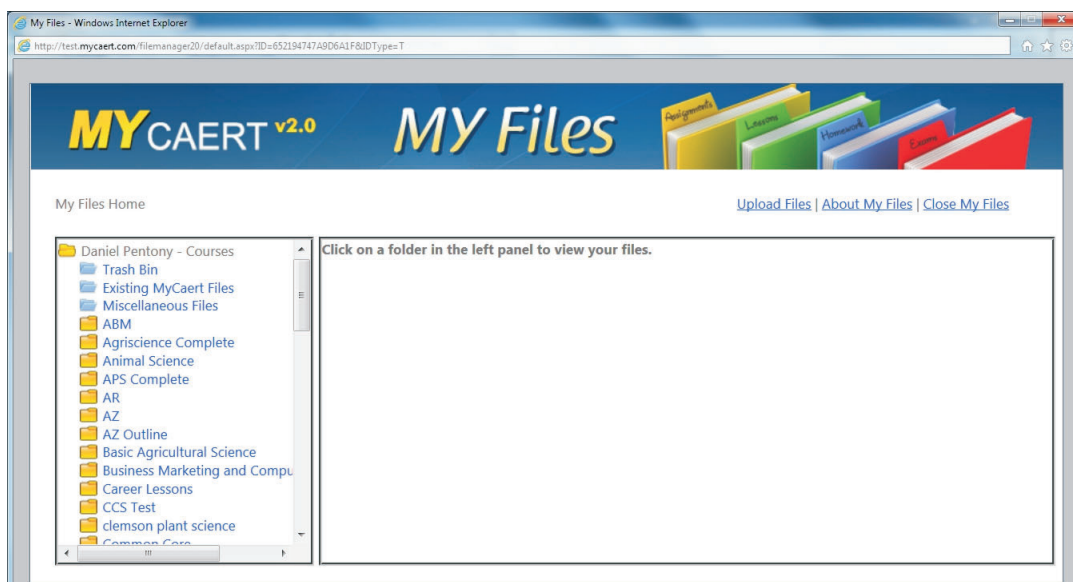 My Files - Windows Internet Explorer
http://test.mycaert.com/filemanager20/default.aspx?ID=652194747A9D6A1F&IDType=T
MYCAERT v2.0
MY Files
Assignments
Lessons
Homework
Exams
My Files Home
Upload Files | About My Files | Close My Files
Daniel Pentony - Courses
Trash Bin
Existing MyCaert Files
Miscellaneous Files
ABM
Agriscience Complete
Animal Science
APS Complete
AR
AZ
AZ Outline
Basic Agricultural Science
Business Marketing and Compu
Career Lessons
CCS Test
clemson plant science
Common Core
Click on a folder in the left panel to view your files.